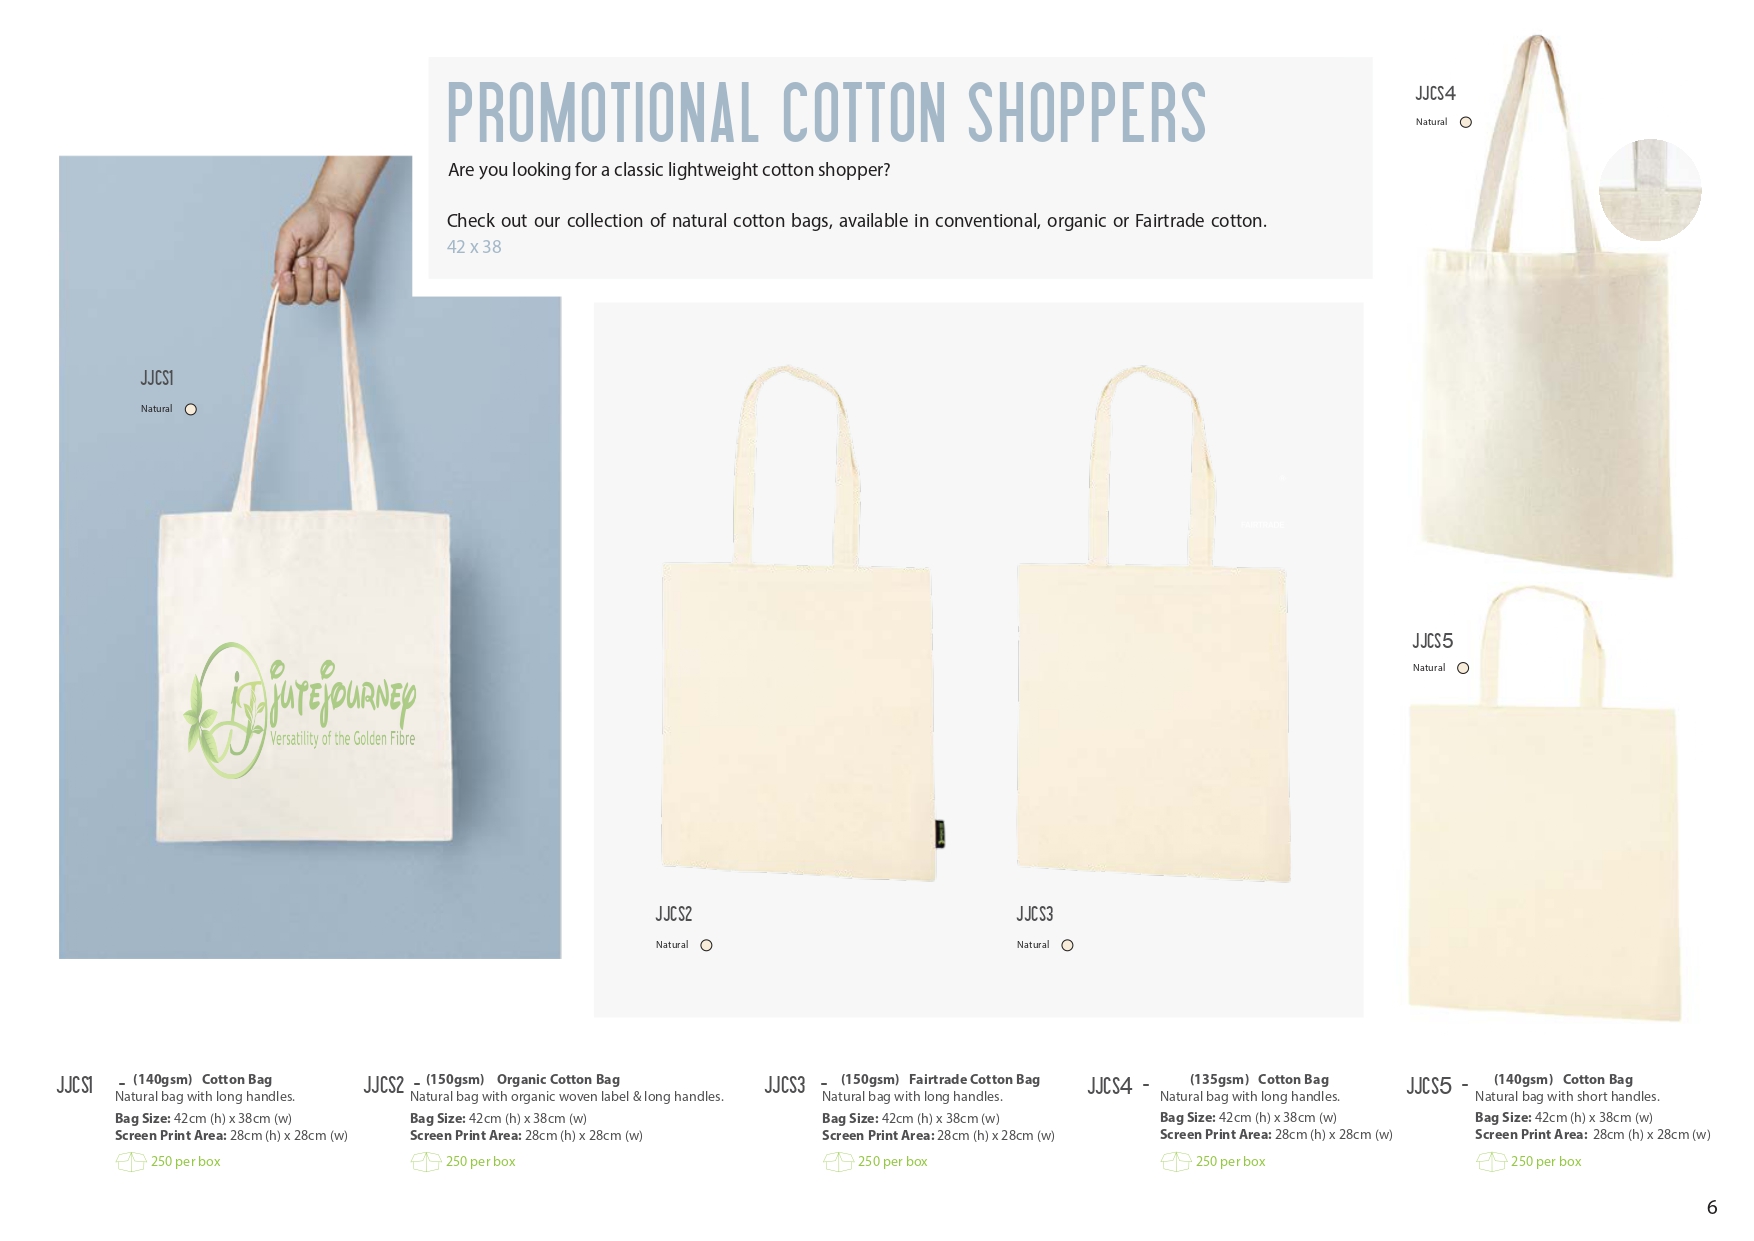 PROMOTIONAL COTTON SHOPPERS
Are you looking for a classic lightweight cotton shopper?
Check out our collection of natural cotton bags, available in conventional, organic or Fairtrade cotton.
42 x 38
JJCS4
Natural
JJCS1
Natural
jutejourney
Versatility of the Golden Fibre
JJCS2
Natural
JJCS3
Natural
JJCS5
Natural
JJCS1 - (140gsm) Cotton Bag
Natural bag with long handles.
Bag Size: 42cm (h) x 38cm (w)
Screen Print Area: 28cm (h) x 28cm (w)
250 per box
JJCS2 - (150gsm) Organic Cotton Bag
Natural bag with organic woven label & long handles.
Bag Size: 42cm (h) x 38cm (w)
Screen Print Area: 28cm (h) x 28cm (w)
250 per box
JJCS3 - (150gsm) Fairtrade Cotton Bag
Natural bag with long handles.
Bag Size: 42cm (h) x 38cm (w)
Screen Print Area: 28cm (h) x 28cm (w)
250 per box
JJCS4 - (135gsm) Cotton Bag
Natural bag with long handles.
Bag Size: 42cm (h) x 38cm (w)
Screen Print Area: 28cm (h) x 28cm (w)
250 per box
JJCS5 - (140gsm) Cotton Bag
Natural bag with short handles.
Bag Size: 42cm (h) x 38cm (w)
Screen Print Area: 28cm (h) x 28cm (w)
250 per box
6